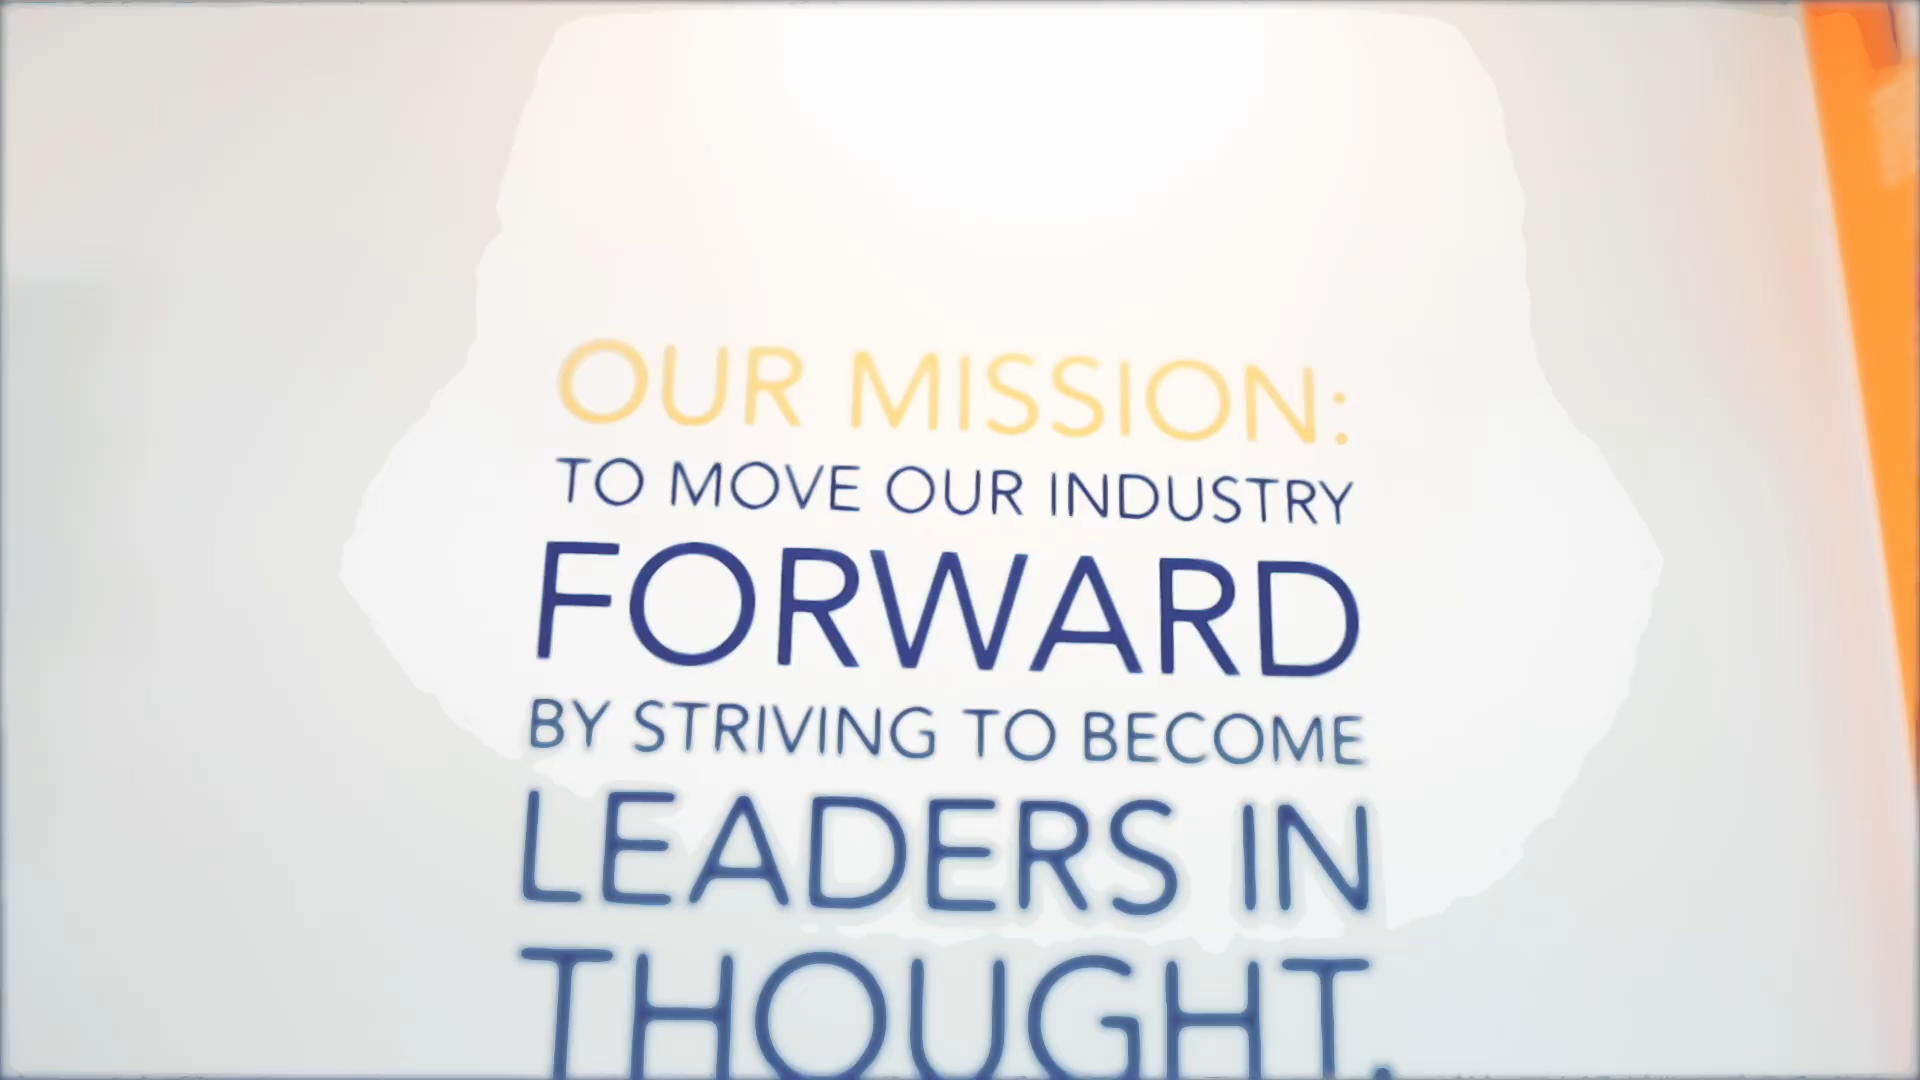 OUR MISSION:
TO MOVE OUR INDUSTRY
FORWARD
BY STRIVING TO BECOME
LEADERS IN
THOUGHT.